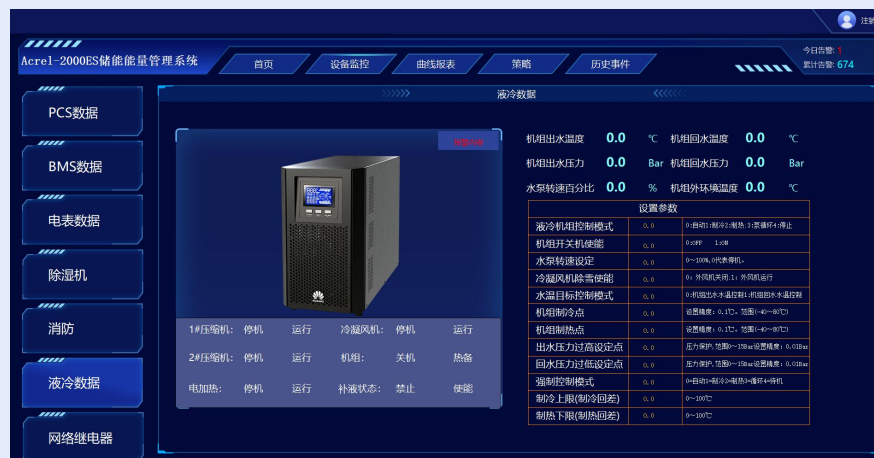 注销
Acrel-2000ES储能能量管理系统
首页
设备监控
曲线报表
策略
历史事件
今日告警: 1
累计告警: 674
PCS数据
BMS数据
电表数据
除湿机
消防
液冷数据
网络继电器
液冷数据
机组出水温度 0.0 ℃ 机组回水温度 0.0 ℃
机组出水压力 0.0 Bar 机组回水压力 0.0 Bar
水泵转速百分比 0.0 % 机组外环境温度 0.0 ℃
设置参数
液冷机组控制模式 0.0 0:自动1:制冷2:制热:3:泵循环4:停止
机组开关机使能 0.0 0:OFF 1:ON
水泵转速设定 0.0 0~100%,0代表停机。
冷凝风机除雪使能 0.0 0: 外风机关闭.1: 外风机运行
水温目标控制模式 0.0 0:机组出水水温控制1:机组回水水温控制
机组制冷点 0.0 设置精度: 0.1℃。范围(-40~80℃)
机组制热点 0.0 设置精度: 0.1℃。范围(-40~80℃)
出水压力过高设定点 0.0 压力保护,范围0~15Bar设置精度: 0.01Bar
回水压力过低设定点 0.0 压力保护,范围0~15Bar设置精度: 0.01Bar
强制控制模式 0.0 0=自动1=制冷2=制热3=循环4=待机
制冷上限(制冷回差) 0.0 0~100℃
制热下限(制热回差) 0.0 0~100℃
1#压缩机: 停机 运行 冷凝风机: 停机 运行
2#压缩机: 停机 运行 机组: 关机 热备
电加热: 停机 运行 补液状态: 禁止 使能